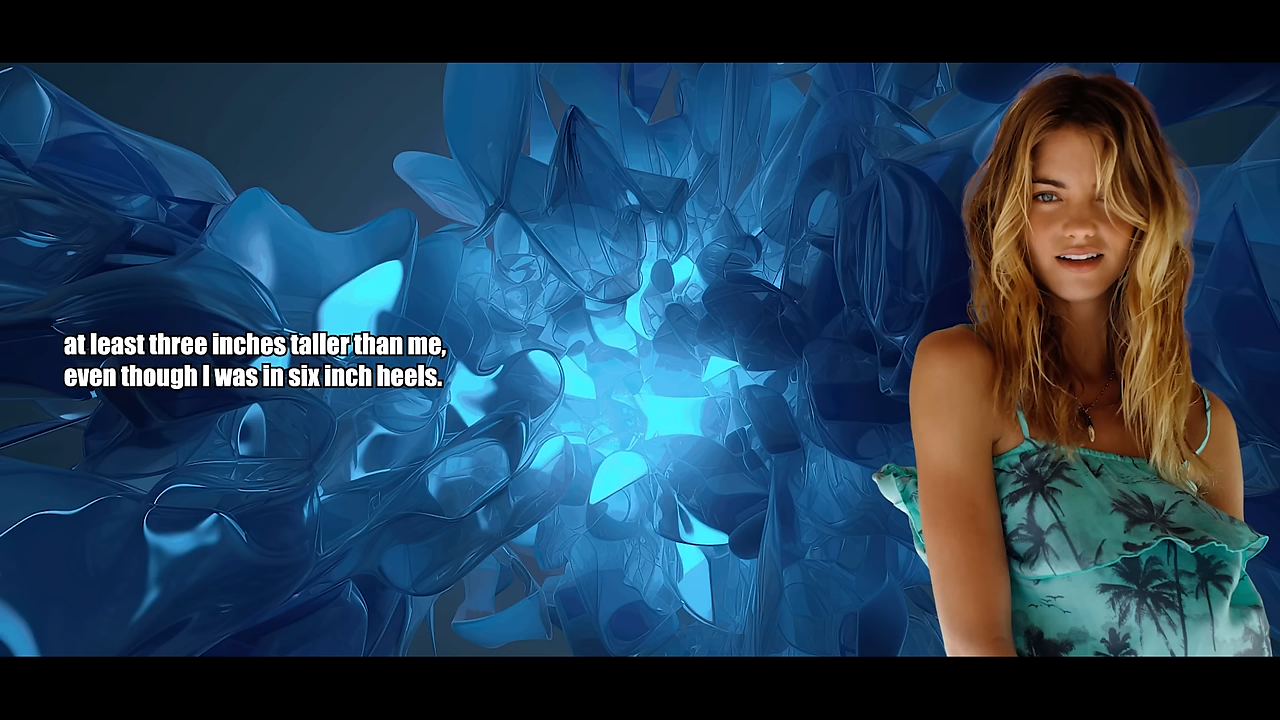 at least three inches taller than me,
even though I was in six inch heels.